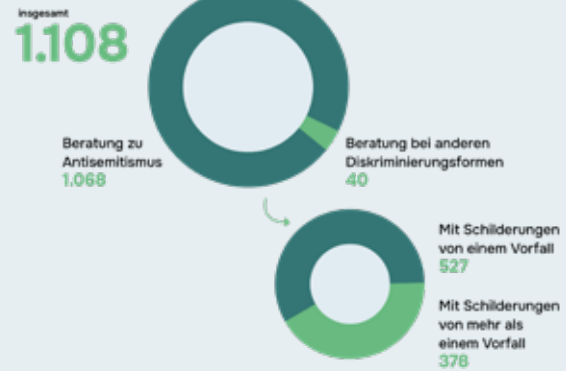 insgesamt
1.108
Beratung zu
Antisemitismus
1.068
Beratung bei anderen
Diskriminierungsformen
40
Mit Schilderungen
von einem Vorfall
527
Mit Schilderungen
von mehr als
einem Vorfall
378